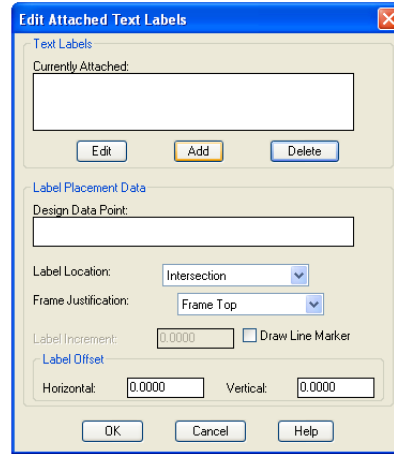 Edit Attached Text Labels
Text Labels
Currently Attached:
Edit Add Delete
Label Placement Data
Design Data Point:
Label Location: Intersection
Frame Justification: Frame Top
Label Increment: 0.0000 Draw Line Marker
Label Offset
Horizontal: 0.0000 Vertical: 0.0000
OK Cancel Help